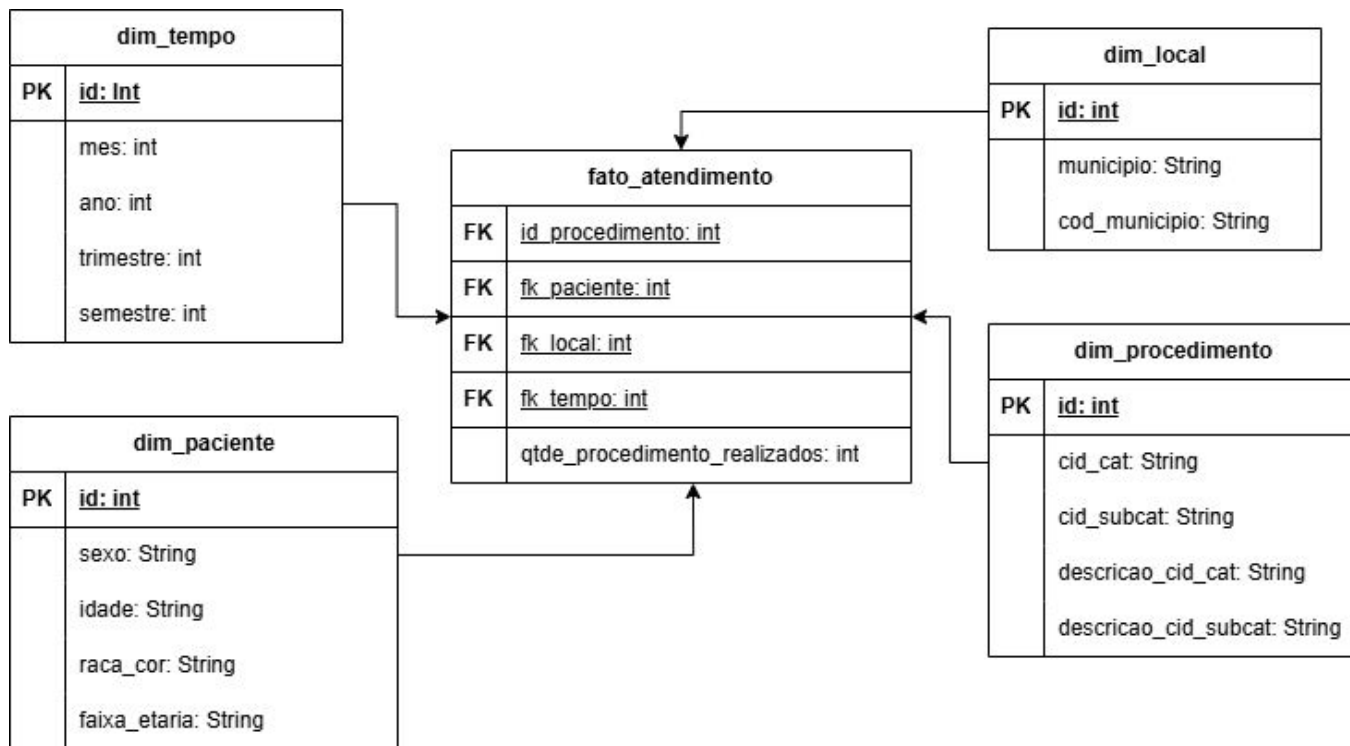 dim_tempo
PK id: Int
mes: int
ano: int
trimestre: int
semestre: int
dim_local
PK id: int
municipio: String
cod_municipio: String
fato_atendimento
FK id_procedimento: int
FK fk_paciente: int
FK fk_local: int
FK fk_tempo: int
qtde_procedimento_realizados: int
dim_paciente
PK id: int
sexo: String
idade: String
raca_cor: String
faixa_etaria: String
dim_procedimento
PK id: int
cid_cat: String
cid_subcat: String
descricao_cid_cat: String
descricao_cid_subcat: String